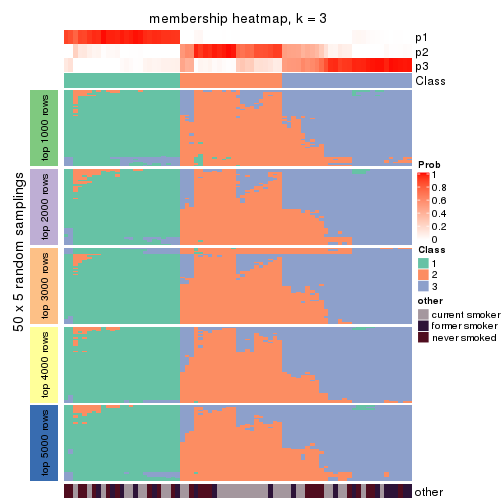 membership heatmap, k = 3
p1
p2
p3
Class
50 x 5 random samplings
top 1000 rows
top 2000 rows
top 3000 rows
top 4000 rows
top 5000 rows
Prob
1
0.8
0.6
0.4
0.2
0
Class
1
2
3
other
current smoker
former smoker
never smoked
other